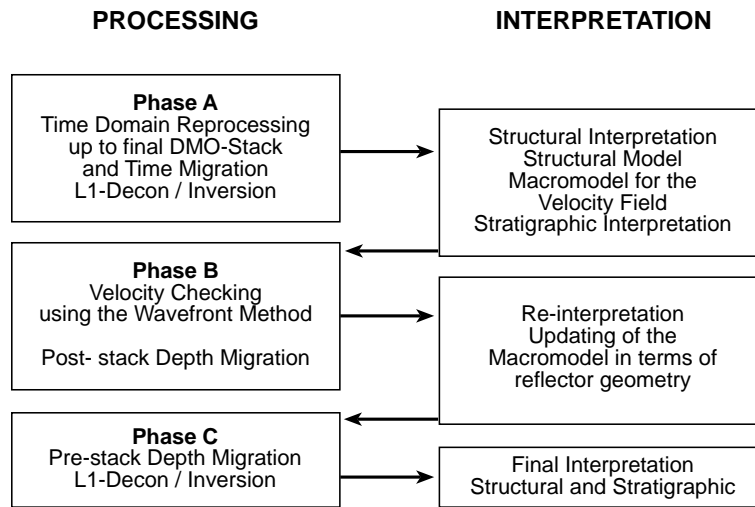 PROCESSING
INTERPRETATION
Phase A
Time Domain Reprocessing
up to final DMO-Stack
and Time Migration
L1-Decon / Inversion
Structural Interpretation
Structural Model
Macromodel for the
Velocity Field
Stratigraphic Interpretation
Phase B
Velocity Checking
using the Wavefront Method
Post- stack Depth Migration
Re-interpretation
Updating of the
Macromodel in terms of
reflector geometry
Phase C
Pre-stack Depth Migration
L1-Decon / Inversion
Final Interpretation
Structural and Stratigraphic